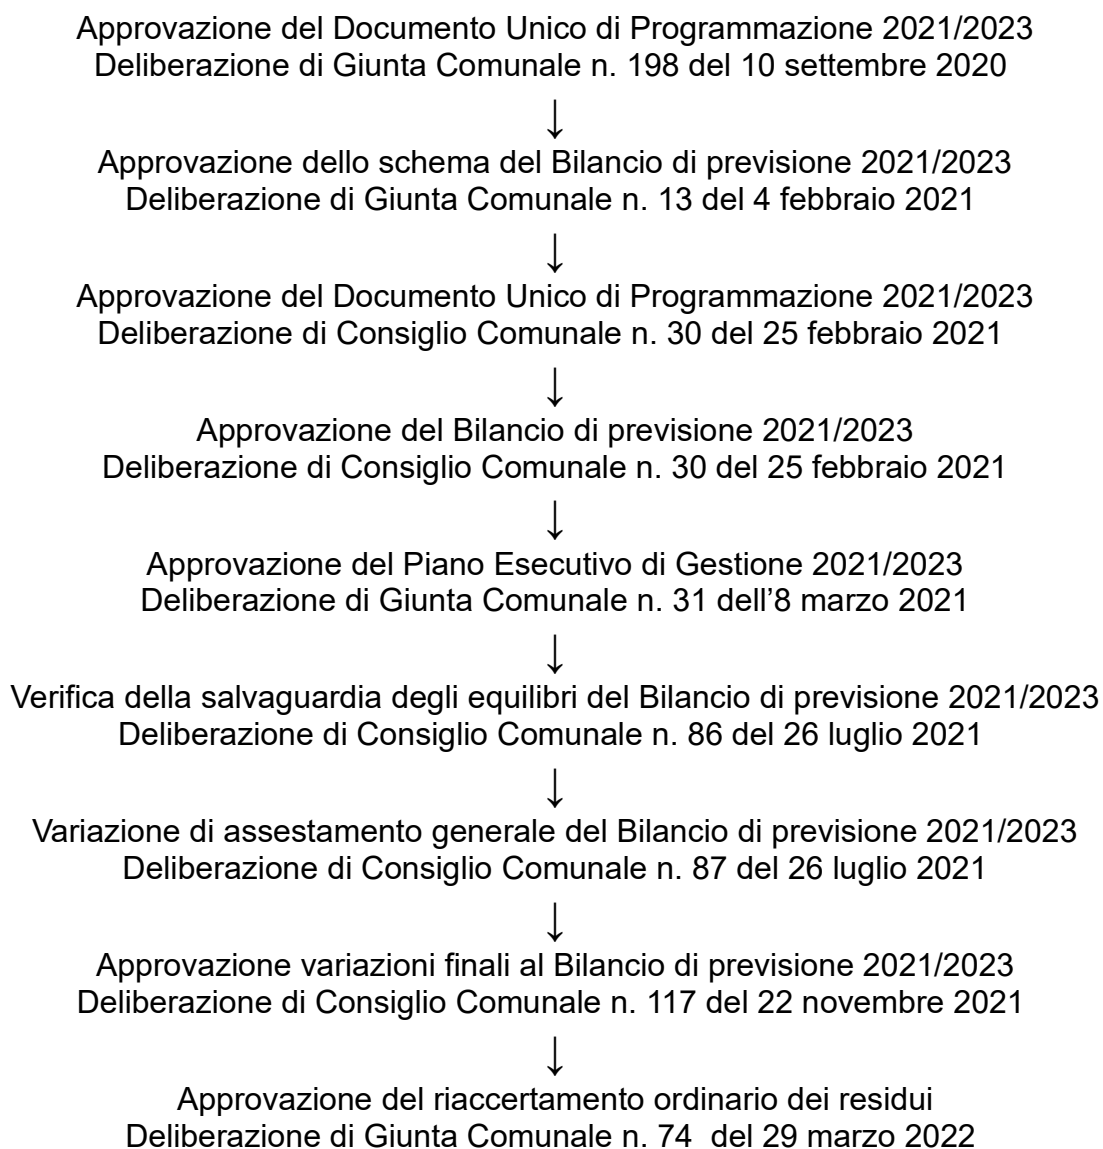 Approvazione del Documento Unico di Programmazione 2021/2023
Deliberazione di Giunta Comunale n. 198 del 10 settembre 2020
↓
Approvazione dello schema del Bilancio di previsione 2021/2023
Deliberazione di Giunta Comunale n. 13 del 4 febbraio 2021
↓
Approvazione del Documento Unico di Programmazione 2021/2023
Deliberazione di Consiglio Comunale n. 30 del 25 febbraio 2021
↓
Approvazione del Bilancio di previsione 2021/2023
Deliberazione di Consiglio Comunale n. 30 del 25 febbraio 2021
↓
Approvazione del Piano Esecutivo di Gestione 2021/2023
Deliberazione di Giunta Comunale n. 31 dell’8 marzo 2021
↓
Verifica della salvaguardia degli equilibri del Bilancio di previsione 2021/2023
Deliberazione di Consiglio Comunale n. 86 del 26 luglio 2021
↓
Variazione di assestamento generale del Bilancio di previsione 2021/2023
Deliberazione di Consiglio Comunale n. 87 del 26 luglio 2021
↓
Approvazione variazioni finali al Bilancio di previsione 2021/2023
Deliberazione di Consiglio Comunale n. 117 del 22 novembre 2021
↓
Approvazione del riaccertamento ordinario dei residui
Deliberazione di Giunta Comunale n. 74  del 29 marzo 2022